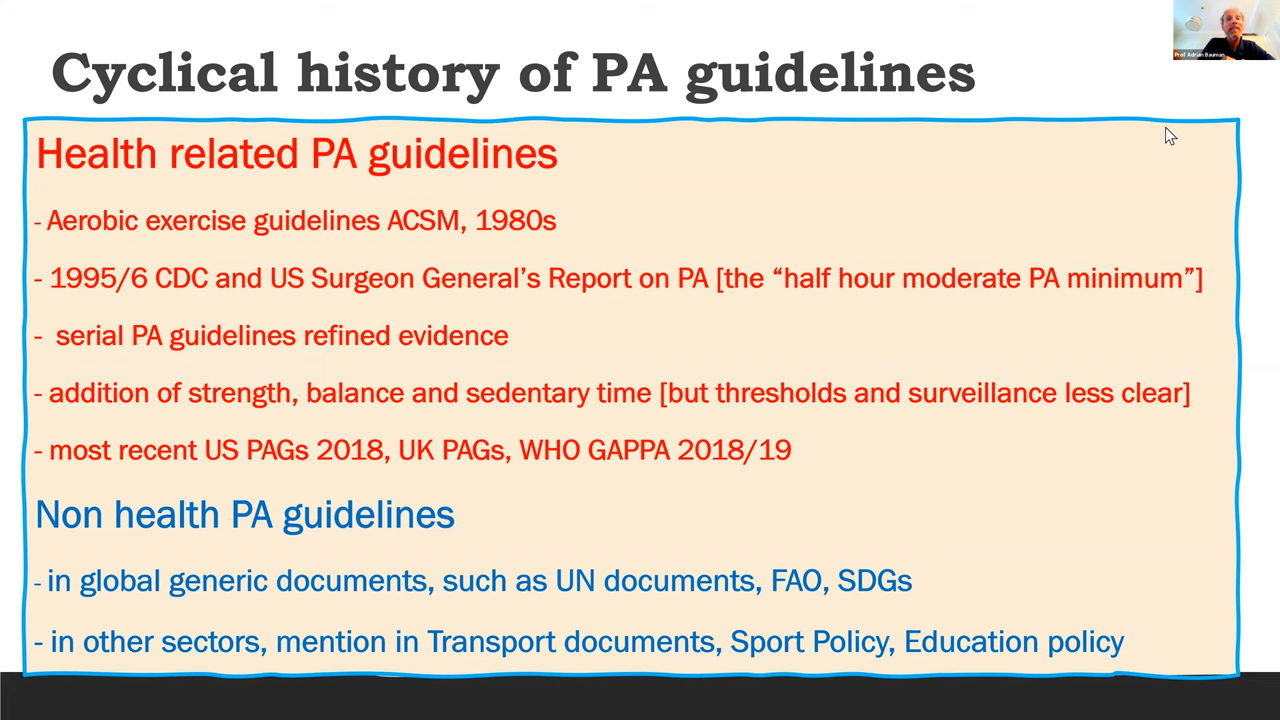 Cyclical history of PA guidelines
Prof Adrian Bauman
Health related PA guidelines
- Aerobic exercise guidelines ACSM, 1980s
- 1995/6 CDC and US Surgeon General’s Report on PA [the “half hour moderate PA minimum”]
- serial PA guidelines refined evidence
- addition of strength, balance and sedentary time [but thresholds and surveillance less clear]
- most recent US PAGs 2018, UK PAGs, WHO GAPPA 2018/19
Non health PA guidelines
- in global generic documents, such as UN documents, FAO, SDGs
- in other sectors, mention in Transport documents, Sport Policy, Education policy